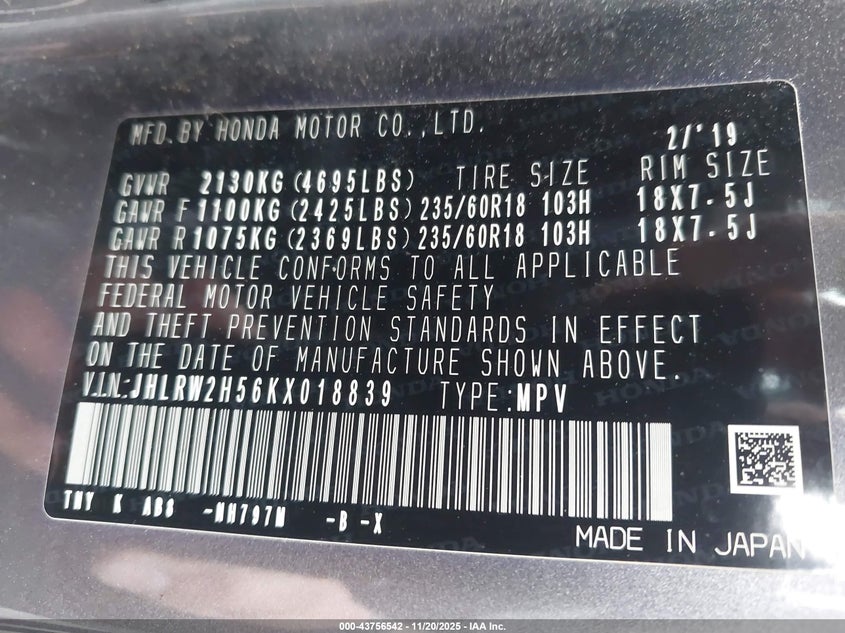 MFD. BY HONDA MOTOR CO.,LTD. 2/'19
GVWR 2130KG (4695LBS) TIRE SIZE RIM SIZE
GAWR F 1100KG (2425LBS) 235/60R18 103H 18X7.5J
GAWR R 1075KG (2369LBS) 235/60R18 103H 18X7.5J
THIS VEHICLE CONFORMS TO ALL APPLICABLE
FEDERAL MOTOR VEHICLE SAFETY
AND THEFT PREVENTION STANDARDS IN EFFECT
ON THE DATE OF MANUFACTURE SHOWN ABOVE.
V.I.N.:JHLRW2H56KX018839 TYPE:MPV
TNY K AB8 -NH797M -B -X
MADE IN JAPAN
000-43756542 - 11/20/2025 - IAA Inc.